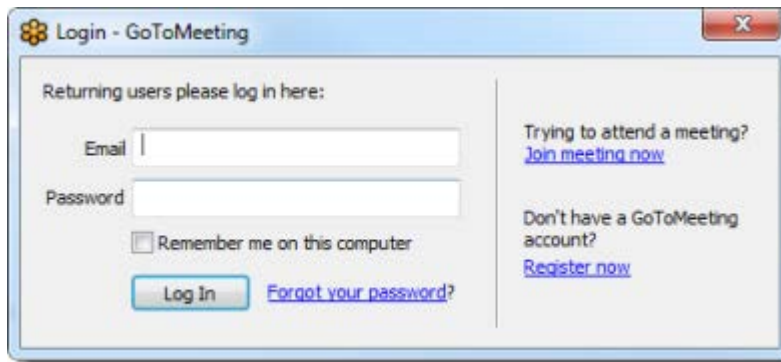 Login - GoToMeeting
Returning users please log in here:
Email
Password
Remember me on this computer
Log In
Forgot your password?
Trying to attend a meeting?
Join meeting now
Don't have a GoToMeeting
account?
Register now